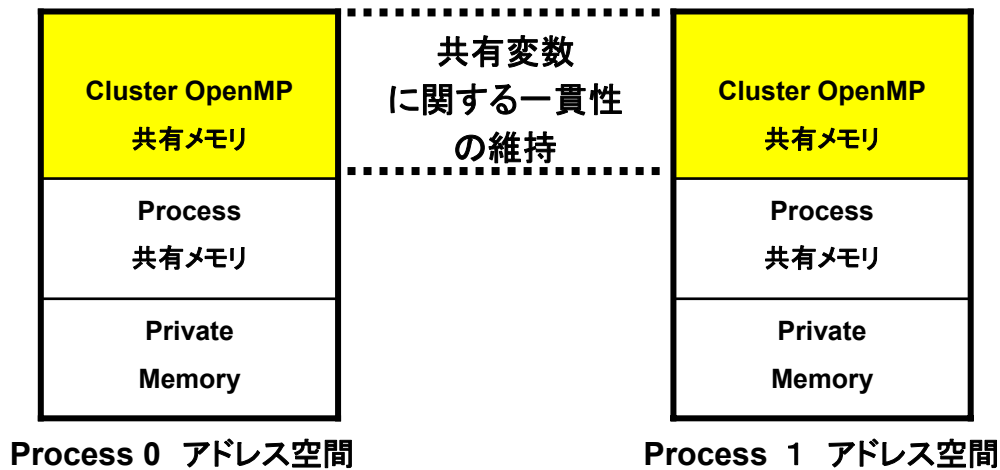 Cluster OpenMP
共有メモリ
Process
共有メモリ
Private
Memory
Process 0 アドレス空間
共有変数
に関する一貫性
の維持
Cluster OpenMP
共有メモリ
Process
共有メモリ
Private
Memory
Process １ アドレス空間